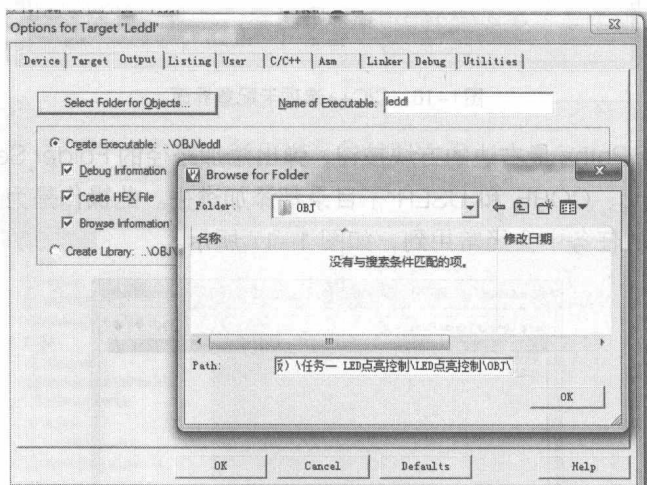 Options for Target 'Leddl'
Device Target Output Listing User C/C++ Asm Linker Debug Utilities
Select Folder for Objects...
Name of Executable: leddl
Create Executable: ..\OBJ\leddl
Debug Information
Create HEX File
Browse Information
Create Library: ..\OBJ\
Browse for Folder
Folder: OBJ
名称 修改日期
没有与搜索条件匹配的项。
Path: )\任务一 LED点亮控制\LED点亮控制\OBJ\
OK
OK Cancel Defaults Help